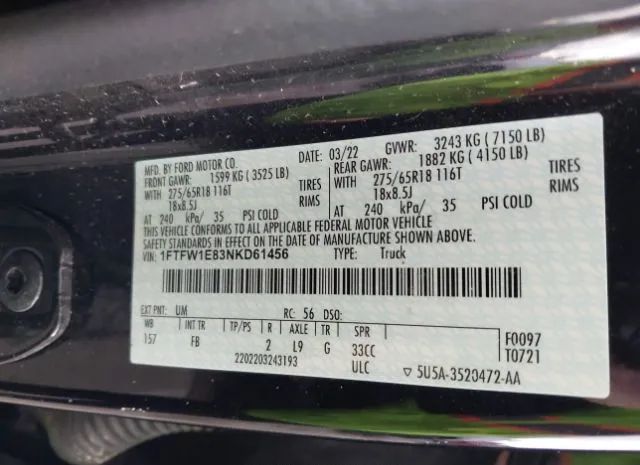 MFD. BY FORD MOTOR CO.
DATE: 03/22 GVWR: 3243 KG ( 7150 LB)
FRONT GAWR: 1599 KG ( 3525 LB)
REAR GAWR: 1882 KG ( 4150 LB)
WITH 275/65R18 116T TIRES
WITH 275/65R18 116T TIRES
18x8.5J RIMS
18x8.5J RIMS
AT 240 kPa/ 35 PSI COLD
AT 240 kPa/ 35 PSI COLD
THIS VEHICLE CONFORMS TO ALL APPLICABLE FEDERAL MOTOR VEHICLE
SAFETY STANDARDS IN EFFECT ON THE DATE OF MANUFACTURE SHOWN ABOVE.
VIN: 1FTFW1E83NKD61456 TYPE: Truck
EXT PNT: UM RC: 56 DSO:
WB INT TR TP/PS R AXLE TR SPR
157 FB 2 L9 G 33CC
F0097
T0721
2202203243193 ULC ▽ 5U5A-3520472-AA